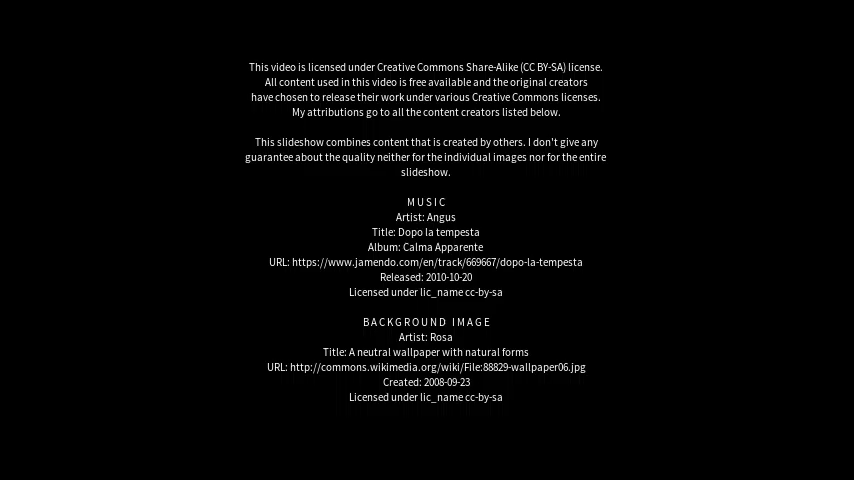 This video is licensed under Creative Commons Share-Alike (CC BY-SA) license.
All content used in this video is free available and the original creators
have chosen to release their work under various Creative Commons licenses.
My attributions go to all the content creators listed below.
This slideshow combines content that is created by others. I don't give any
guarantee about the quality neither for the individual images nor for the entire
slideshow.
MUSIC
Artist: Angus
Title: Dopo la tempesta
Album: Calma Apparente
URL: https://www.jamendo.com/en/track/669667/dopo-la-tempesta
Released: 2010-10-20
Licensed under lic_name cc-by-sa
BACKGROUND IMAGE
Artist: Rosa
Title: A neutral wallpaper with natural forms
URL: http://commons.wikimedia.org/wiki/File:88829-wallpaper06.jpg
Created: 2008-09-23
Licensed under lic_name cc-by-sa